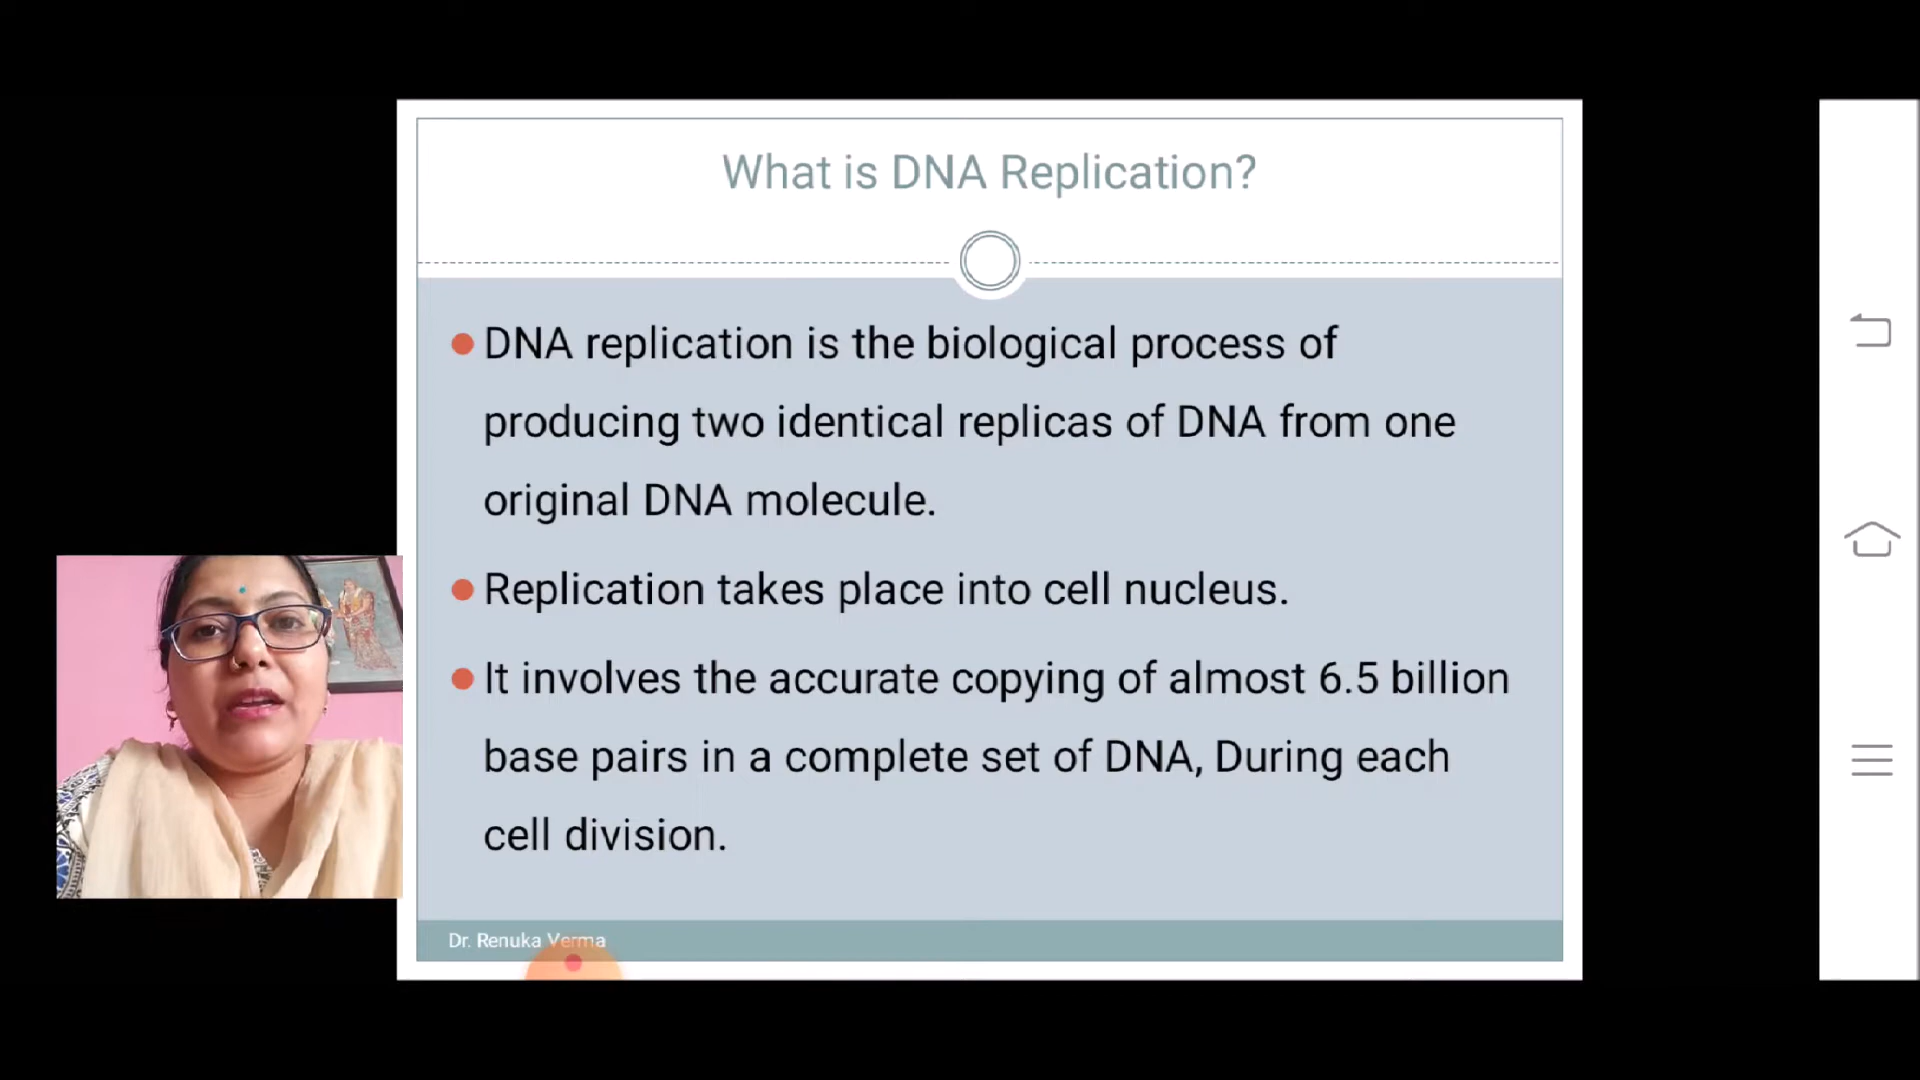 What is DNA Replication?
DNA replication is the biological process of
producing two identical replicas of DNA from one
original DNA molecule.
Replication takes place into cell nucleus.
It involves the accurate copying of almost 6.5 billion
base pairs in a complete set of DNA, During each
cell division.
Dr. Renuka Verma